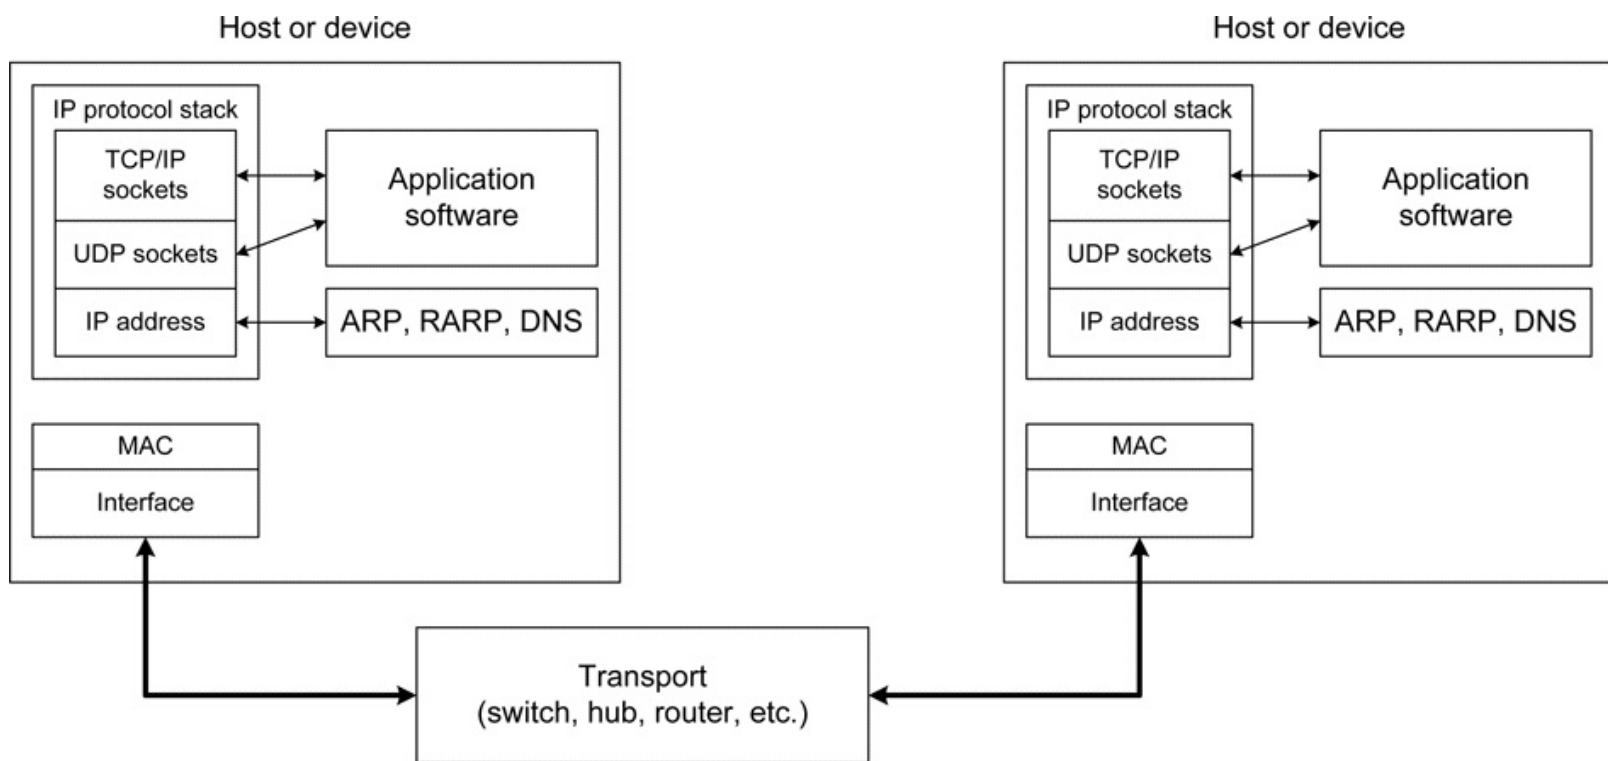 Host or device
IP protocol stack
TCP/IP
sockets
UDP sockets
IP address
Application
software
ARP, RARP, DNS
MAC
Interface
Host or device
IP protocol stack
TCP/IP
sockets
UDP sockets
IP address
Application
software
ARP, RARP, DNS
MAC
Interface
Transport
(switch, hub, router, etc.)